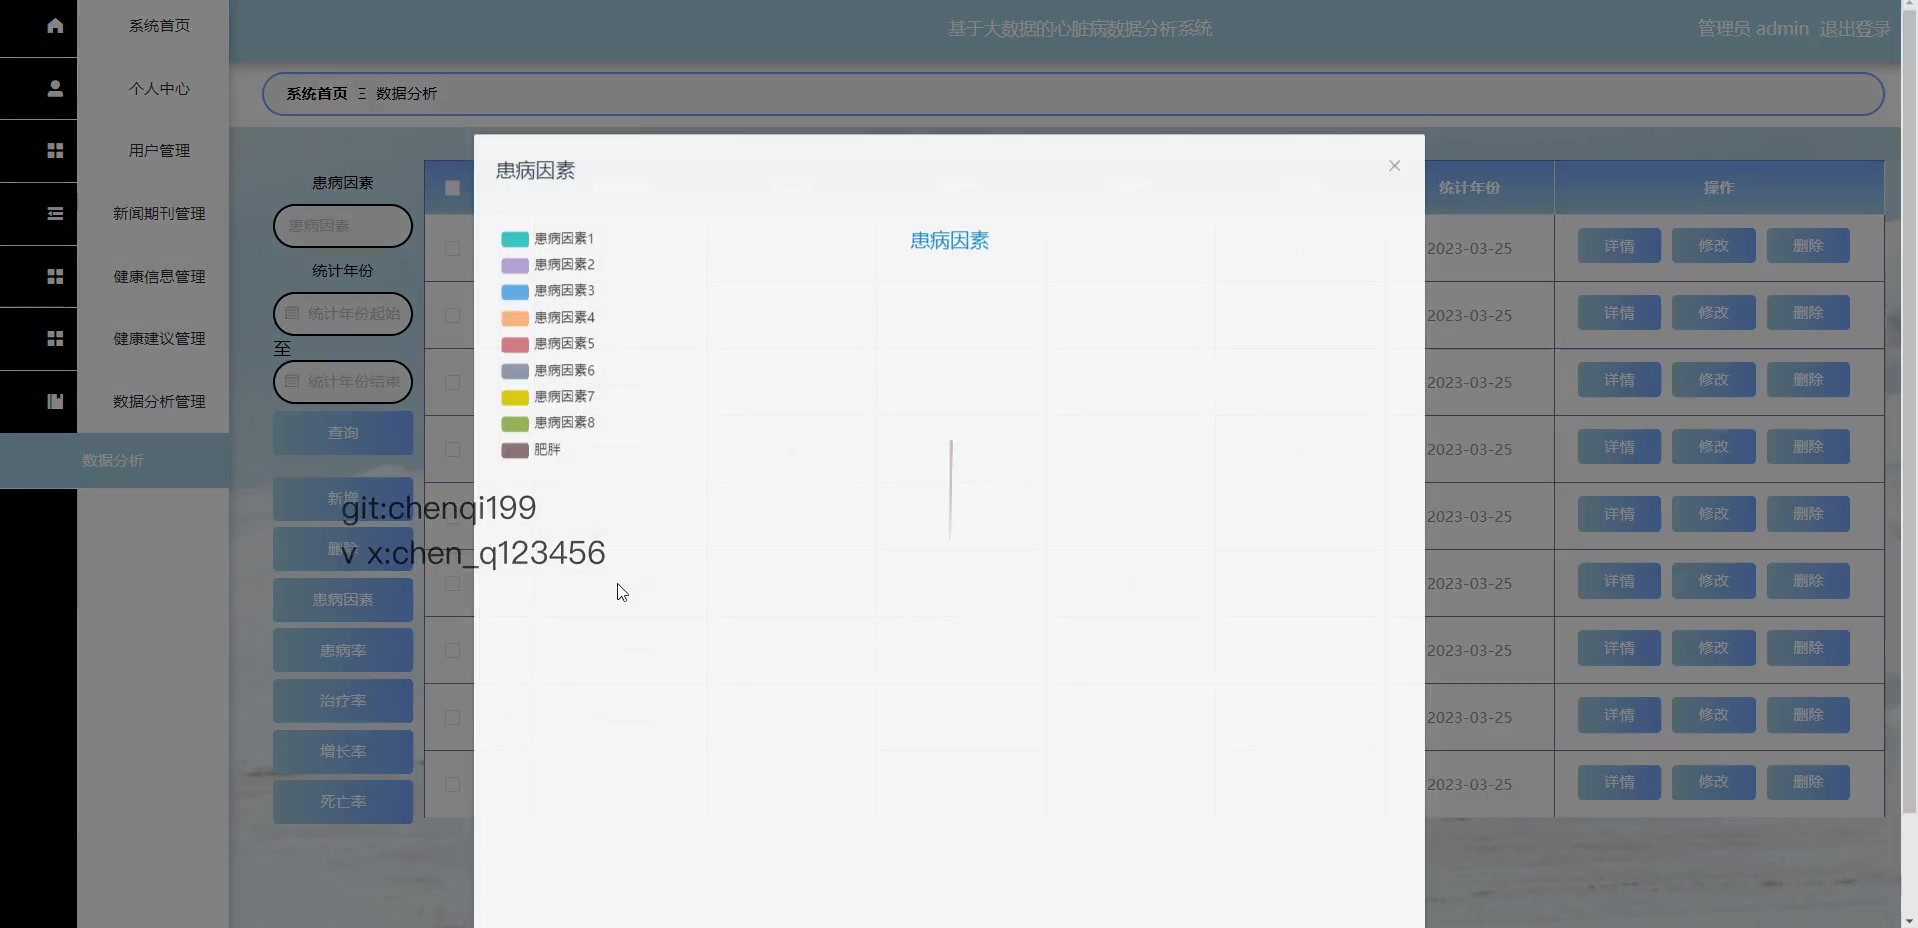 系统首页
个人中心
用户管理
新闻期刊管理
健康信息管理
健康建议管理
数据分析管理
数据分析
基于大数据的心脏病数据分析系统
管理员 admin 退出登录
系统首页 Ξ 数据分析
患病因素
患病因素
统计年份
统计年份起始
至
统计年份结束
查询
新增
删除
患病因素
患病率
治疗率
增长率
死亡率
患病因素
×
患病因素
患病因素1
患病因素2
患病因素3
患病因素4
患病因素5
患病因素6
患病因素7
患病因素8
肥胖
git:chenqi199
v x:chen_q123456
统计年份 操作
2023-03-25 详情 修改 删除
2023-03-25 详情 修改 删除
2023-03-25 详情 修改 删除
2023-03-25 详情 修改 删除
2023-03-25 详情 修改 删除
2023-03-25 详情 修改 删除
2023-03-25 详情 修改 删除
2023-03-25 详情 修改 删除
2023-03-25 详情 修改 删除